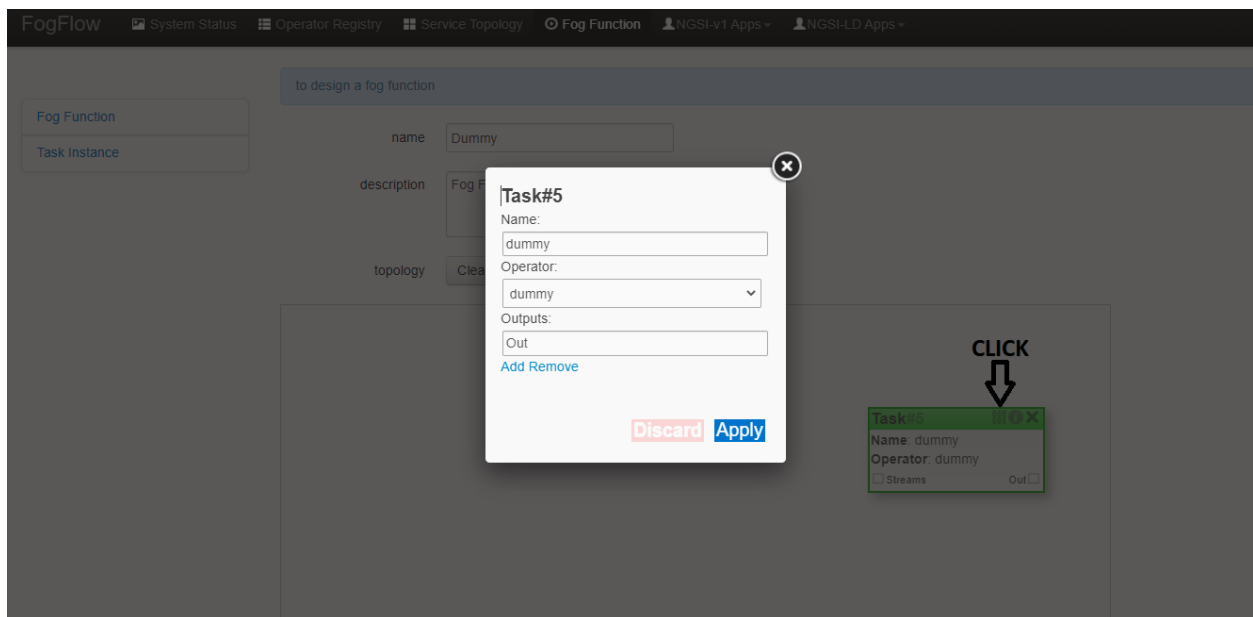 FogFlow System Status Operator Registry Service Topology Fog Function NGSI-v1 Apps NGSI-LD Apps
to design a fog function
Fog Function
Task Instance
name Dummy
description Fog F
topology Clea
Task#5
Name:
dummy
Operator:
dummy
Outputs:
Out
Add Remove
Discard Apply
CLICK
Task#5
Name: dummy
Operator: dummy
Streams Out